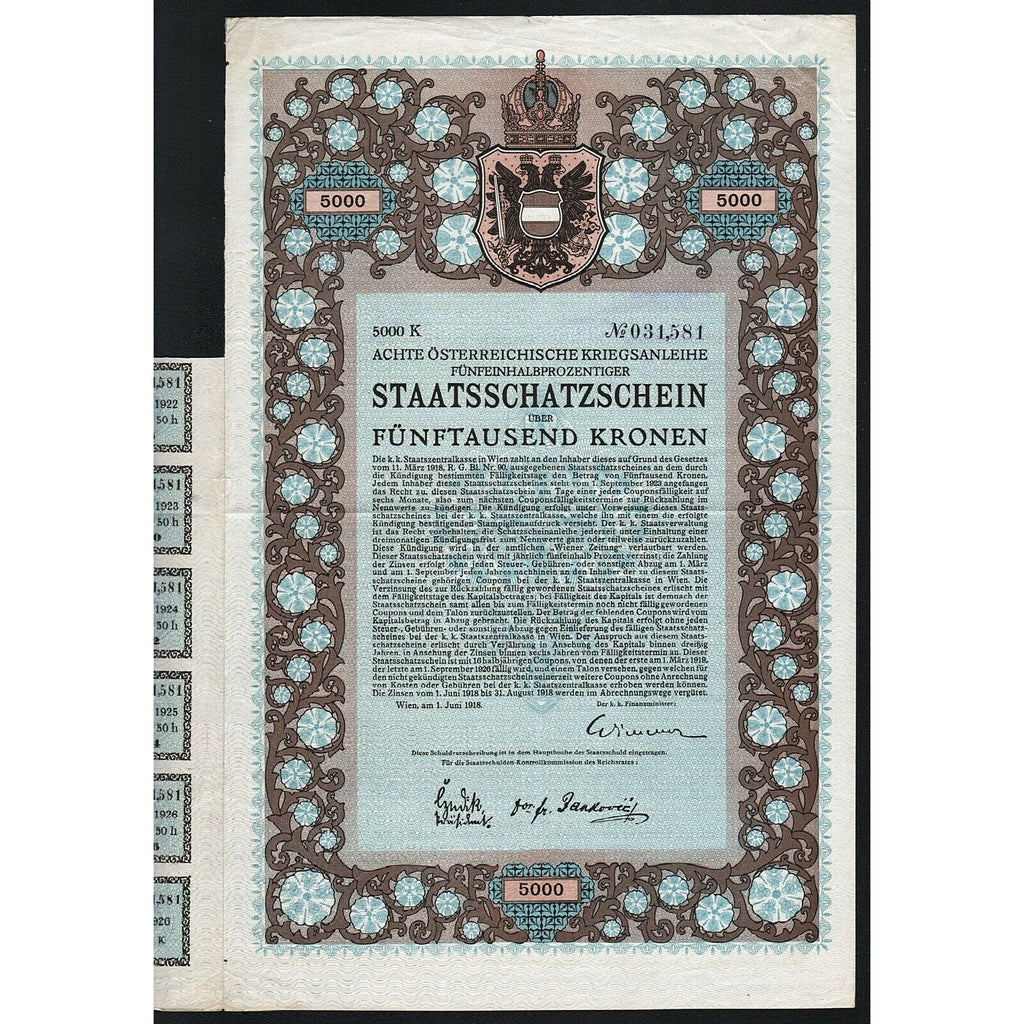 5000
5000
5000 K
№ 031,581
ACHTE ÖSTERREICHISCHE KRIEGSANLEIHE
FÜNFEINHALBPROZENTIGER
STAATSSCHATZSCHEIN
ÜBER
FÜNFTAUSEND KRONEN
Die k. k. Staatszentralkasse in Wien zahlt an den Inhaber dieses auf Grund des Gesetzes
vom 11. März 1918, R. G. Bl. Nr. 90, ausgegebenen Staatsschatzscheines an dem durch
die Kündigung bestimmten Fälligkeitstage den Betrag von Fünftausend Kronen.
Jedem Inhaber dieses Staatsschatzscheines steht vom 1. September 1923 angefangen
das Recht zu, diesen Staatsschatzschein am Tage einer jeden Couponsfälligkeit auf
sechs Monate, also zum nächsten Couponsfälligkeitstermine zur Rückzahlung im
Nennwerte zu kündigen. Die Kündigung erfolgt unter Vorweisung dieses Staats-
schatzscheines bei der k. k. Staatszentralkasse, welche ihn mit einem die erfolgte
Kündigung bestätigenden Stampiglienaufdruck versieht. Der k. k. Staatsverwaltung
ist das Recht vorbehalten, die Schatzscheinanleihe jederzeit unter Einhaltung einer
dreimonatigen Kündigungsfrist zum Nennwerte ganz oder teilweise zurückzuzahlen.
Diese Kündigung wird in der amtlichen „Wiener Zeitung" verlautbart werden.
Dieser Staatsschatzschein wird mit jährlich fünfeinhalb Prozent verzinst; die Zahlung
der Zinsen erfolgt ohne jeden Steuer-, Gebühren- oder sonstigen Abzug am 1. März
und am 1. September jeden Jahres nachhinein an den Inhaber der zu diesem Staats-
schatzscheine gehörigen Coupons bei der k. k. Staatszentralkasse in Wien. Die
Verzinsung des zur Rückzahlung fällig gewordenen Staatsschatzscheines erlischt mit
dem Fälligkeitstage des Kapitalsbetrages; bei Fälligkeit des Kapitals ist demnach der
Staatsschatzschein samt allen bis zum Fälligkeitstermin noch nicht fällig gewordenen
Coupons und dem Talon zurückzustellen. Der Betrag der fehlenden Coupons wird vom
Kapitalsbetrag in Abzug gebracht. Die Rückzahlung des Kapitals erfolgt ohne jeden
Steuer-, Gebühren- oder sonstigen Abzug gegen Einlieferung des fälligen Staatsschatz-
scheines bei der k. k. Staatszentralkasse in Wien. Der Anspruch aus diesem Staats-
schatzscheine erlischt durch Verjährung in Ansehung des Kapitals binnen dreißig
Jahren, in Ansehung der Zinsen binnen sechs Jahren vom Fälligkeitstermin an. Dieser
Staatsschatzschein ist mit 16 halbjährigen Coupons, von denen der erste am 1. März 1919,
der letzte am 1. September 1926 fällig wird, und einem Talon versehen, gegen welchen für
den nicht gekündigten Staatsschatzschein seinerzeit weitere Coupons ohne Anrechnung
von Kosten oder Gebühren bei der k. k. Staatszentralkasse erhoben werden können.
Die Zinsen vom 1. Juni 1918 bis 31. August 1918 werden im Abrechnungswege vergütet.
Wien, am 1. Juni 1918.
Der k. k. Finanzminister:
Wimmer
Diese Schuldverschreibung ist in dem Hauptbuche der Staatsschuld eingetragen.
Für die Staatsschulden-Kontrollkommission des Reichsrates:
Präsident.
5000
,581
1922
50 h
,581
1923
50 h
0
,581
1924
50 h
2
,581
1925
50 h
4
,581
1926
50 h
,581
926
K